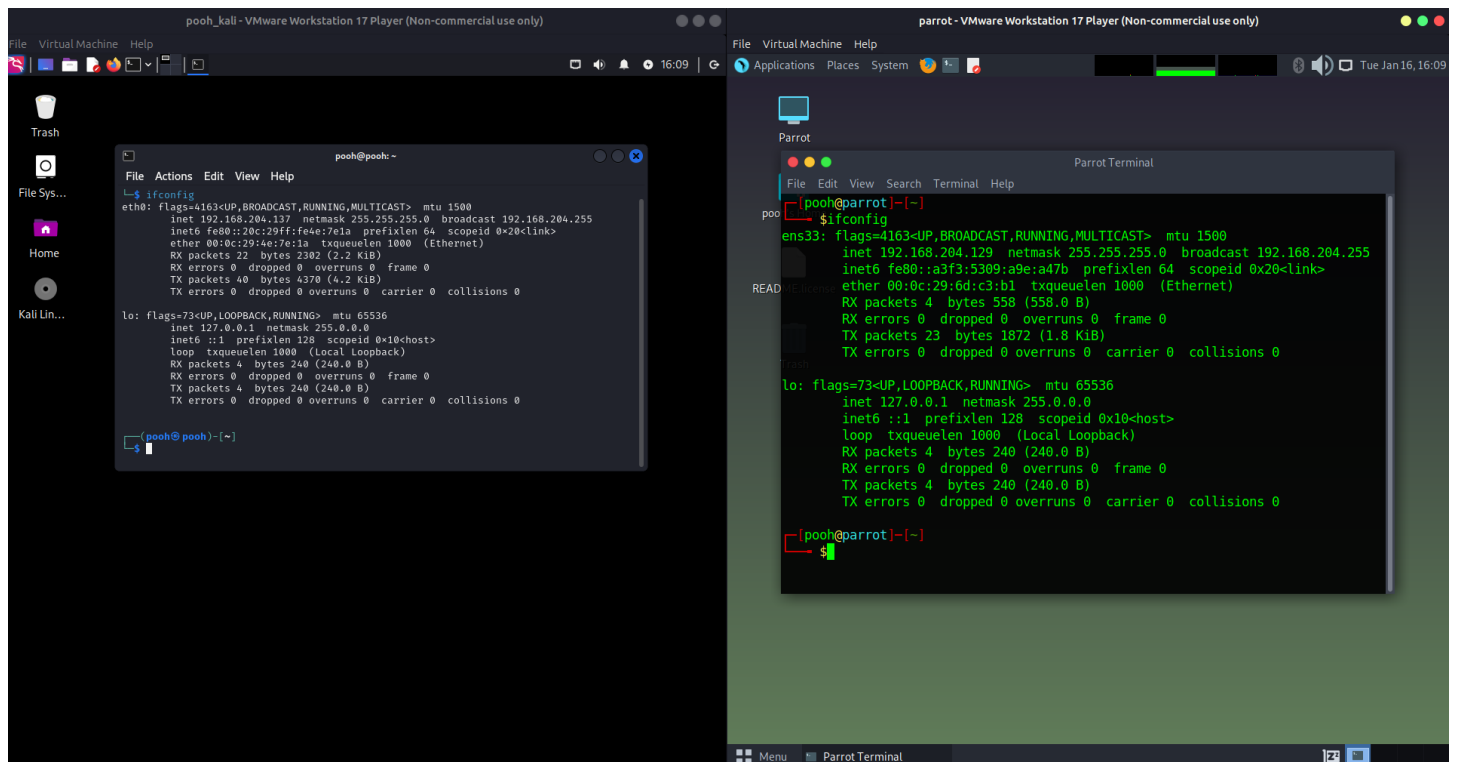 pooh_kali - VMware Workstation 17 Player (Non-commercial use only)
File Virtual Machine Help
16:09
Trash
File Sys...
Home
Kali Lin...
pooh@pooh: ~
File Actions Edit View Help
└─$ ifconfig
eth0: flags=4163<UP,BROADCAST,RUNNING,MULTICAST> mtu 1500
inet 192.168.204.137 netmask 255.255.255.0 broadcast 192.168.204.255
inet6 fe80::20c:29ff:fe4e:7e1a prefixlen 64 scopeid 0×20<link>
ether 00:0c:29:4e:7e:1a txqueuelen 1000 (Ethernet)
RX packets 22 bytes 2302 (2.2 KiB)
RX errors 0 dropped 0 overruns 0 frame 0
TX packets 40 bytes 4370 (4.2 KiB)
TX errors 0 dropped 0 overruns 0 carrier 0 collisions 0
lo: flags=73<UP,LOOPBACK,RUNNING> mtu 65536
inet 127.0.0.1 netmask 255.0.0.0
inet6 ::1 prefixlen 128 scopeid 0×10<host>
loop txqueuelen 1000 (Local Loopback)
RX packets 4 bytes 240 (240.0 B)
RX errors 0 dropped 0 overruns 0 frame 0
TX packets 4 bytes 240 (240.0 B)
TX errors 0 dropped 0 overruns 0 carrier 0 collisions 0
┌──(pooh㉿pooh)-[~]
└─$
parrot - VMware Workstation 17 Player (Non-commercial use only)
File Virtual Machine Help
Applications Places System
Tue Jan 16, 16:09
Parrot
README.license
Trash
Parrot Terminal
File Edit View Search Terminal Help
┌─[pooh@parrot]─[~]
└──╼ $ifconfig
ens33: flags=4163<UP,BROADCAST,RUNNING,MULTICAST> mtu 1500
inet 192.168.204.129 netmask 255.255.255.0 broadcast 192.168.204.255
inet6 fe80::a3f3:5309:a9e:a47b prefixlen 64 scopeid 0x20<link>
ether 00:0c:29:6d:c3:b1 txqueuelen 1000 (Ethernet)
RX packets 4 bytes 558 (558.0 B)
RX errors 0 dropped 0 overruns 0 frame 0
TX packets 23 bytes 1872 (1.8 KiB)
TX errors 0 dropped 0 overruns 0 carrier 0 collisions 0
lo: flags=73<UP,LOOPBACK,RUNNING> mtu 65536
inet 127.0.0.1 netmask 255.0.0.0
inet6 ::1 prefixlen 128 scopeid 0x10<host>
loop txqueuelen 1000 (Local Loopback)
RX packets 4 bytes 240 (240.0 B)
RX errors 0 dropped 0 overruns 0 frame 0
TX packets 4 bytes 240 (240.0 B)
TX errors 0 dropped 0 overruns 0 carrier 0 collisions 0
┌─[pooh@parrot]─[~]
└──╼ $
Menu Parrot Terminal